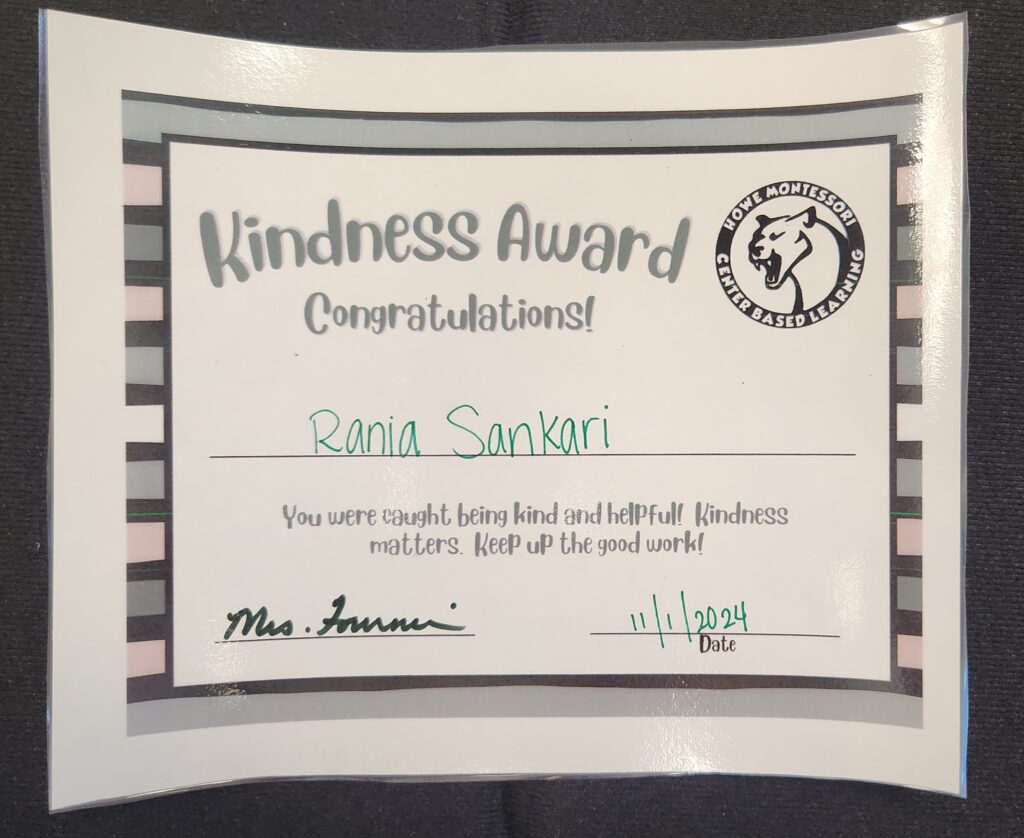 Kindness Award
Congratulations!
HOWE MONTESSORI
CENTER BASED LEARNING
Rania Sankari
You were caught being kind and helpful! Kindness
matters. Keep up the good work!
Mrs.
11/1/2024
Date